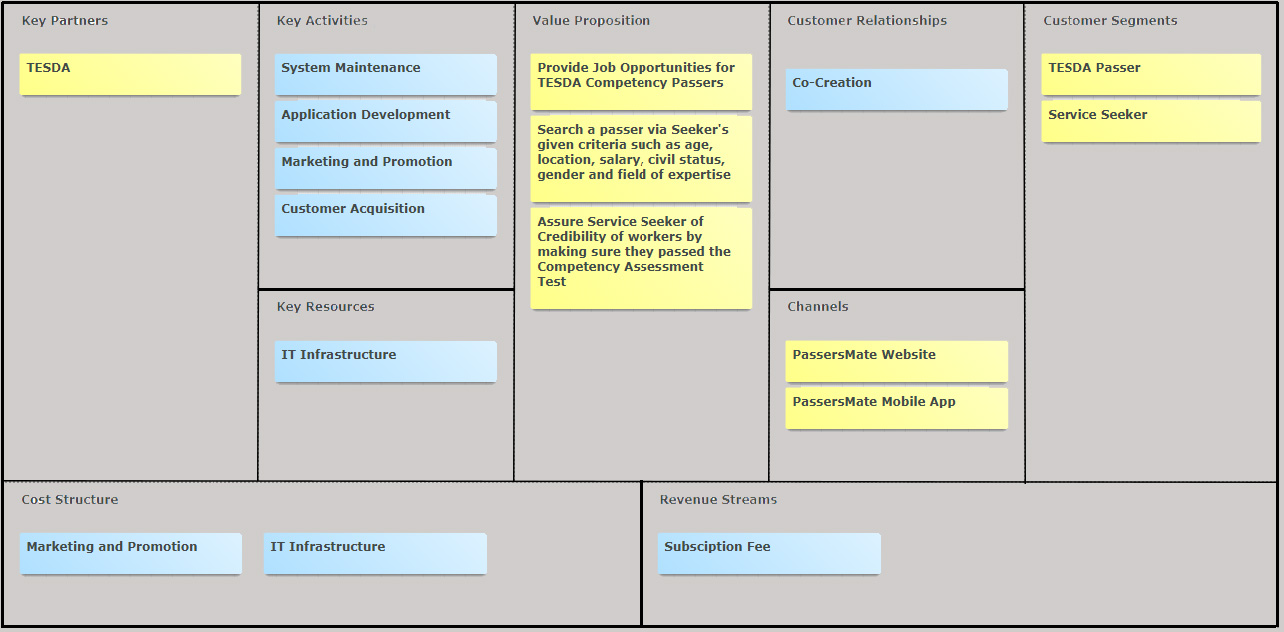 Key Partners
TESDA
Key Activities
System Maintenance
Application Development
Marketing and Promotion
Customer Acquisition
Key Resources
IT Infrastructure
Value Proposition
Provide Job Opportunities for
TESDA Competency Passers
Search a passer via Seeker's
given criteria such as age,
location, salary, civil status,
gender and field of expertise
Assure Service Seeker of
Credibility of workers by
making sure they passed the
Competency Assessment
Test
Customer Relationships
Co-Creation
Channels
PassersMate Website
PassersMate Mobile App
Customer Segments
TESDA Passer
Service Seeker
Cost Structure
Marketing and Promotion
IT Infrastructure
Revenue Streams
Subsciption Fee